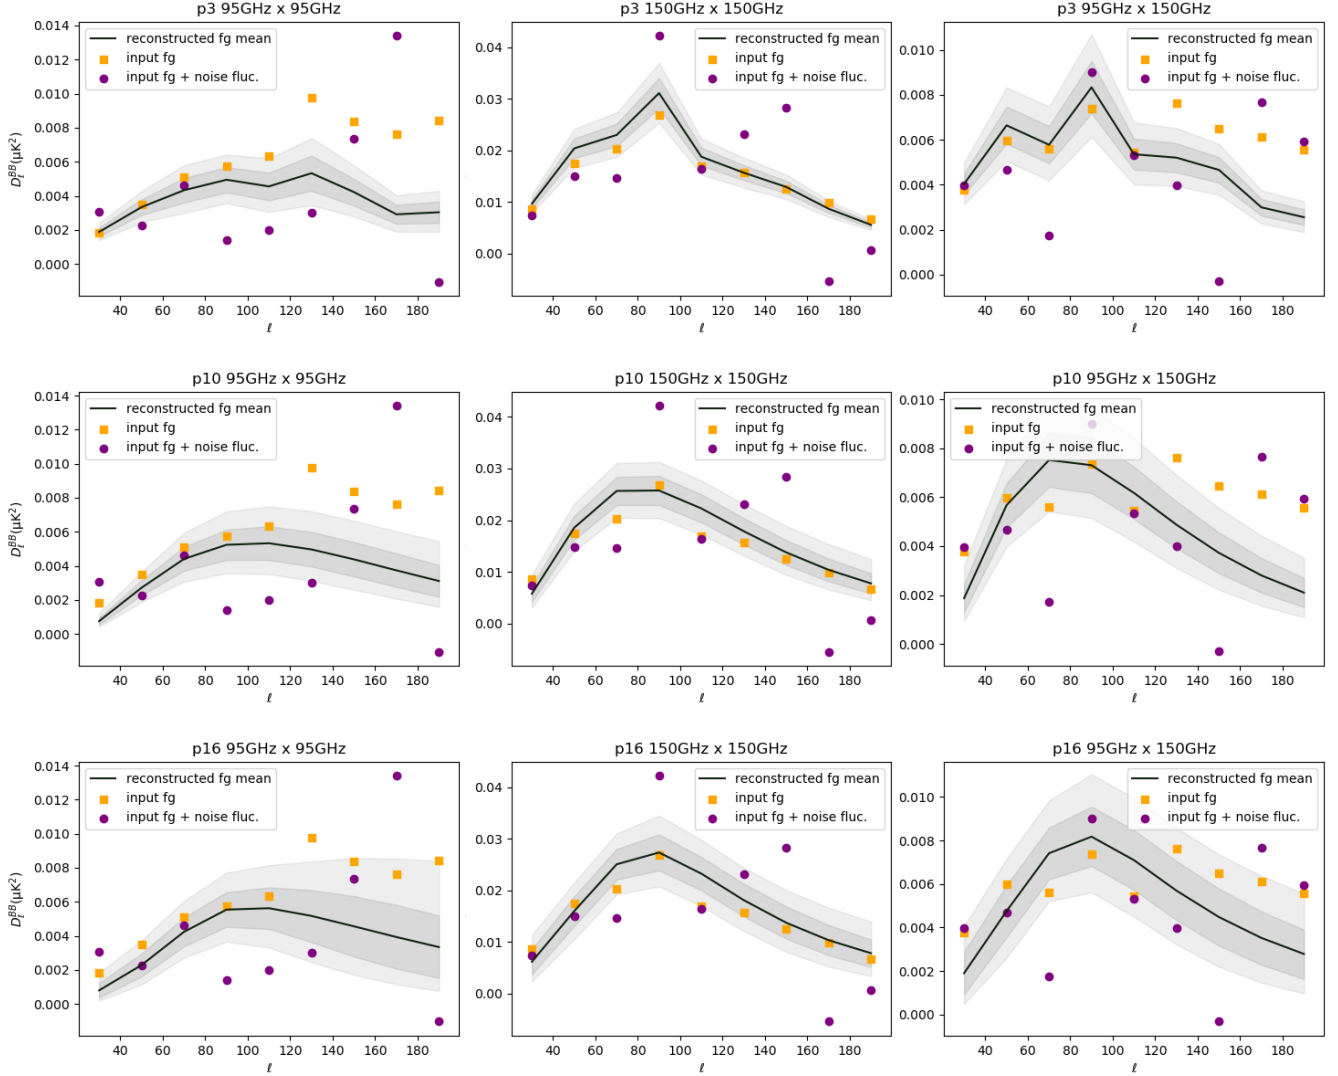 p3 95GHz x 95GHz
0.014
0.012
0.010
0.008
0.006
0.004
0.002
0.000
D_ℓ^{BB}(μK²)
reconstructed fg mean
input fg
input fg + noise fluc.
40 60 80 100 120 140 160 180
ℓ
p3 150GHz x 150GHz
0.04
0.03
0.02
0.01
0.00
reconstructed fg mean
input fg
input fg + noise fluc.
40 60 80 100 120 140 160 180
ℓ
p3 95GHz x 150GHz
0.010
0.008
0.006
0.004
0.002
0.000
reconstructed fg mean
input fg
input fg + noise fluc.
40 60 80 100 120 140 160 180
ℓ
p10 95GHz x 95GHz
0.014
0.012
0.010
0.008
0.006
0.004
0.002
0.000
D_ℓ^{BB}(μK²)
reconstructed fg mean
input fg
input fg + noise fluc.
40 60 80 100 120 140 160 180
ℓ
p10 150GHz x 150GHz
0.04
0.03
0.02
0.01
0.00
reconstructed fg mean
input fg
input fg + noise fluc.
40 60 80 100 120 140 160 180
ℓ
p10 95GHz x 150GHz
0.010
0.008
0.006
0.004
0.002
0.000
reconstructed fg mean
input fg
input fg + noise fluc.
40 60 80 100 120 140 160 180
ℓ
p16 95GHz x 95GHz
0.014
0.012
0.010
0.008
0.006
0.004
0.002
0.000
D_ℓ^{BB}(μK²)
reconstructed fg mean
input fg
input fg + noise fluc.
40 60 80 100 120 140 160 180
ℓ
p16 150GHz x 150GHz
0.04
0.03
0.02
0.01
0.00
reconstructed fg mean
input fg
input fg + noise fluc.
40 60 80 100 120 140 160 180
ℓ
p16 95GHz x 150GHz
0.010
0.008
0.006
0.004
0.002
0.000
reconstructed fg mean
input fg
input fg + noise fluc.
40 60 80 100 120 140 160 180
ℓ